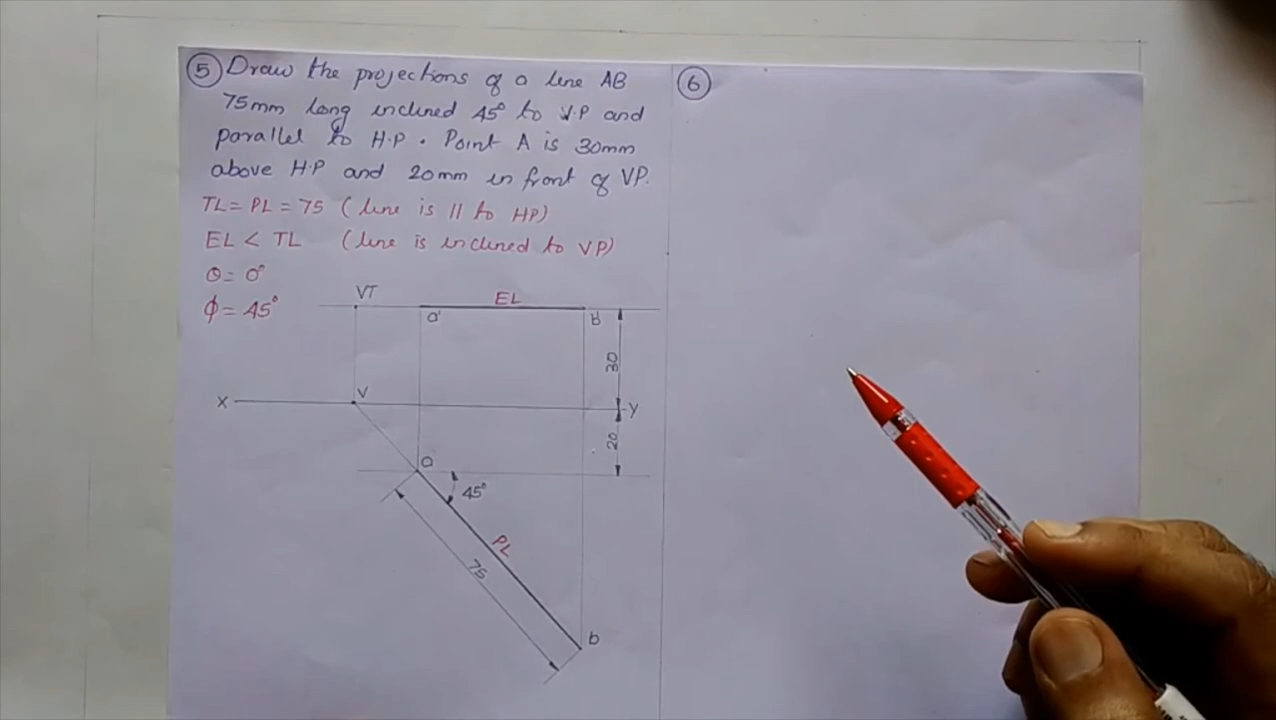 5 Draw the projections of a line AB
75mm long inclined 45° to V.P and
parallel to H.P. Point A is 30mm
above H.P and 20mm in front of VP.
TL = PL = 75 (line is || to HP)
EL < TL (line is inclined to VP)
θ = 0°
φ = 45°
VT
EL
a'
b'
30
X
V
Y
20
a
45°
PL
75
b
6